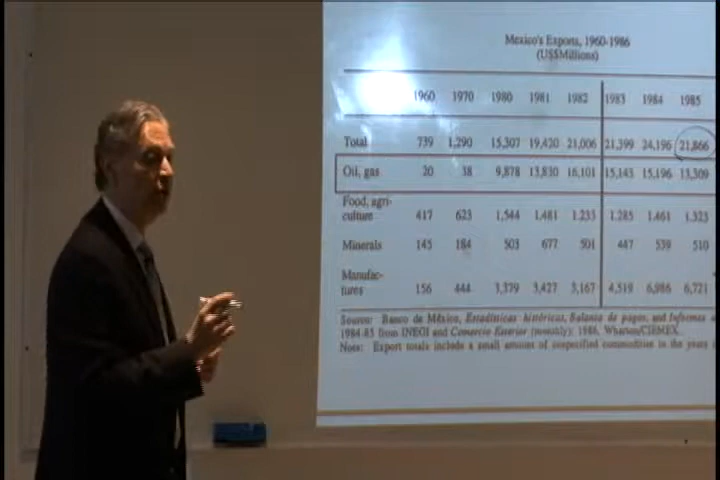 Mexico's Exports, 1960-1986
(US$Millions)
1960 1970 1980 1981 1982 1983 1984 1985
Total 739 1,290 15,307 19,420 21,006 21,399 24,196 21,866
Oil, gas 20 38 9,878 13,830 16,101 15,143 15,196 13,309
Food, agri-
culture 417 623 1,544 1,481 1,233 1,285 1,461 1,323
Minerals 145 184 503 677 501 447 539 510
Manufac-
tures 156 444 3,379 3,427 3,167 4,519 6,986 6,721
Source: Banco de México, Estadísticas históricas, Balanza de pagos, and Informes
1984-85 from INEGI and Comercio Exterior (monthly): 1986, Wharton/CIEMEX.
Note: Export totals include a small amount of unspecified commodities in the years